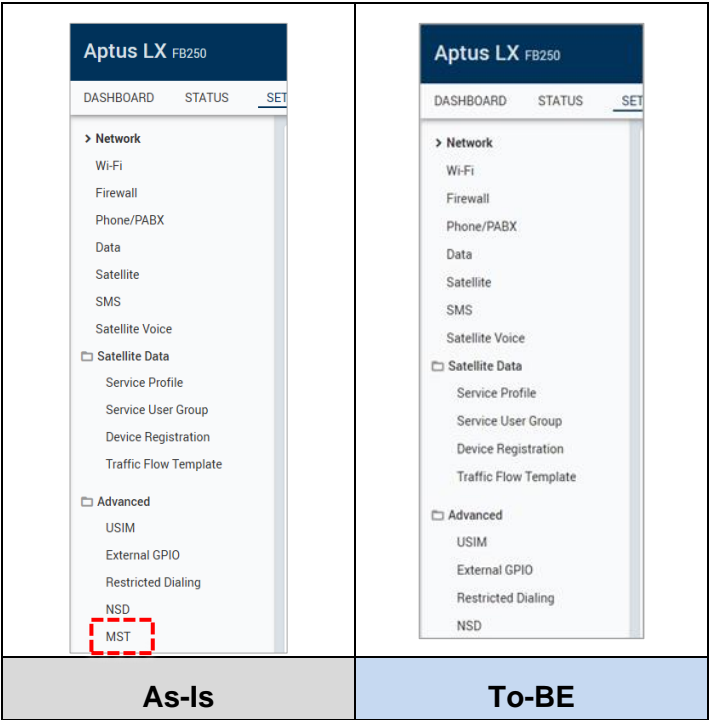 Aptus LX FB250
DASHBOARD STATUS SET
> Network
Wi-Fi
Firewall
Phone/PABX
Data
Satellite
SMS
Satellite Voice
Satellite Data
Service Profile
Service User Group
Device Registration
Traffic Flow Template
Advanced
USIM
External GPIO
Restricted Dialing
NSD
MST
As-Is
Aptus LX FB250
DASHBOARD STATUS SET
> Network
Wi-Fi
Firewall
Phone/PABX
Data
Satellite
SMS
Satellite Voice
Satellite Data
Service Profile
Service User Group
Device Registration
Traffic Flow Template
Advanced
USIM
External GPIO
Restricted Dialing
NSD
To-BE